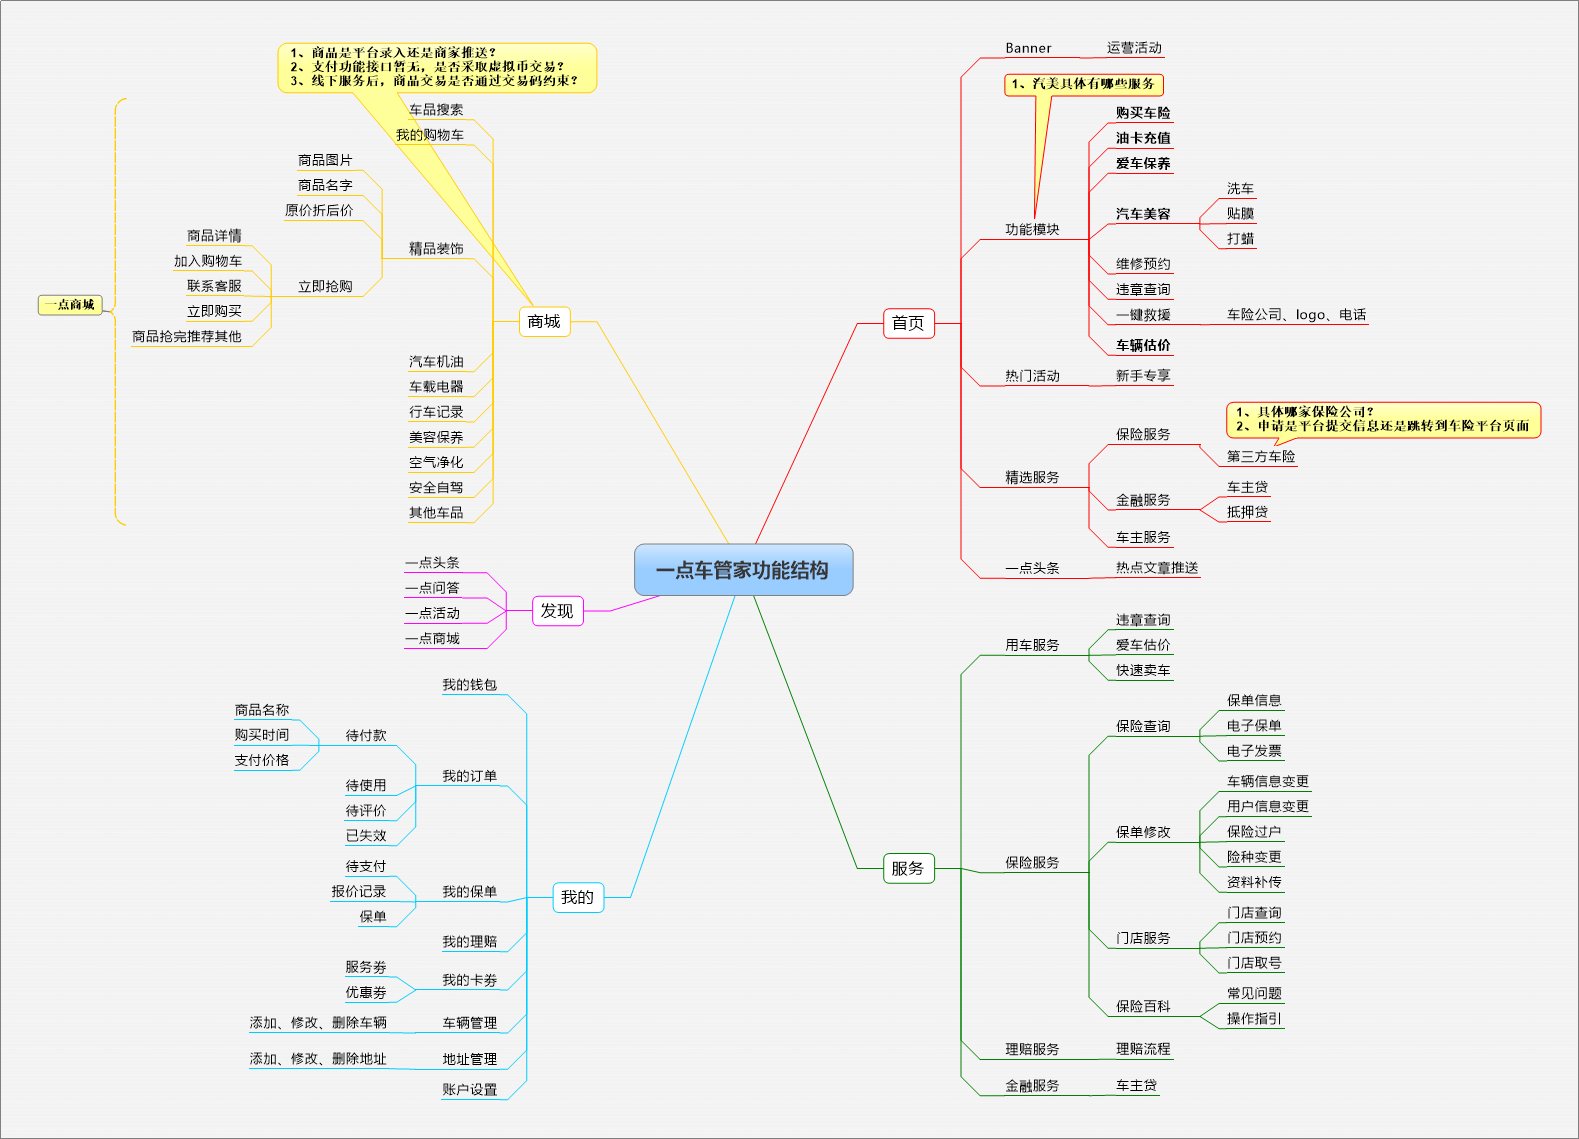 一点车管家功能结构
首页
Banner
运营活动
1、汽美具体有哪些服务
功能模块
购买车险
油卡充值
爱车保养
汽车美容
洗车
贴膜
打蜡
维修预约
违章查询
一键救援
车险公司、logo、电话
车辆估价
热门活动
新手专享
精选服务
保险服务
1、具体哪家保险公司?
2、申请是平台提交信息还是跳转到车险平台页面
第三方车险
金融服务
车主贷
抵押贷
车主服务
一点头条
热点文章推送
服务
用车服务
违章查询
爱车估价
快速卖车
保险服务
保险查询
保单信息
电子保单
电子发票
保单修改
车辆信息变更
用户信息变更
保险过户
险种变更
资料补传
门店服务
门店查询
门店预约
门店取号
保险百科
常见问题
操作指引
理赔服务
理赔流程
金融服务
车主贷
商城
1、商品是平台录入还是商家推送?
2、支付功能接口暂无，是否采取虚拟币交易?
3、线下服务后，商品交易是否通过交易码约束?
车品搜索
我的购物车
精品装饰
商品图片
商品名字
原价折后价
立即抢购
商品详情
加入购物车
联系客服
立即购买
商品抢完推荐其他
汽车机油
车载电器
行车记录
美容保养
空气净化
安全自驾
其他车品
一点商城
发现
一点头条
一点问答
一点活动
一点商城
我的
我的钱包
我的订单
待付款
商品名称
购买时间
支付价格
待使用
待评价
已失效
我的保单
待支付
报价记录
保单
我的理赔
我的卡劵
服务劵
优惠劵
车辆管理
添加、修改、删除车辆
地址管理
添加、修改、删除地址
账户设置